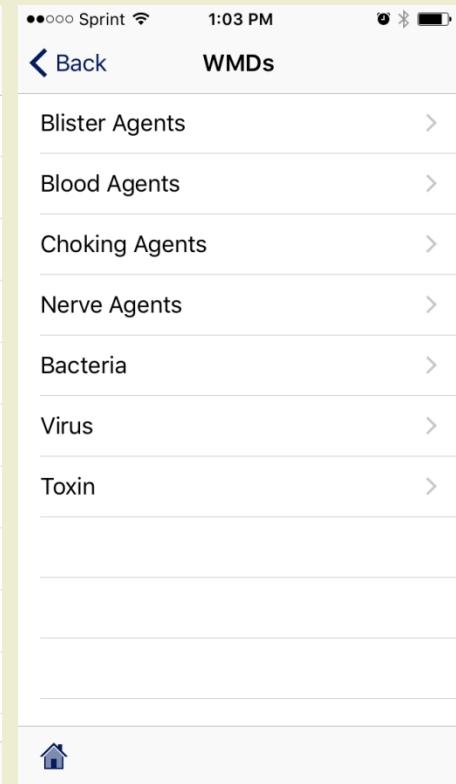 Sprint 1:03 PM
Back WMDs
Blister Agents
Blood Agents
Choking Agents
Nerve Agents
Bacteria
Virus
Toxin